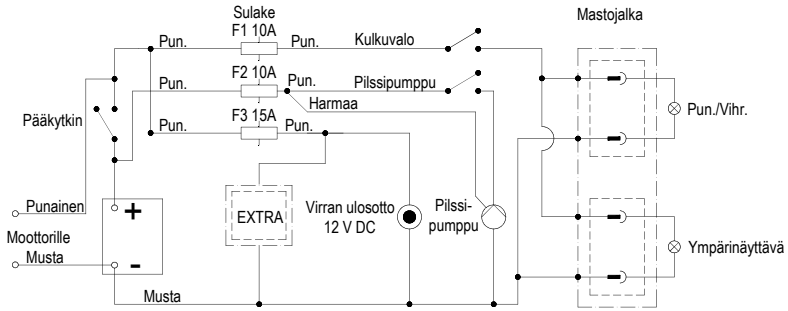 Sulake
Mastojalka
F1 10A
Pun.
Pun.
Kulkuvalo
F2 10A
Pun.
Pun.
Pilssipumppu
Harmaa
Pääkytkin
F3 15A
Pun.
Pun.
Pun./Vihr.
Punainen
+
EXTRA
Virran ulosotto
12 V DC
Pilssi-
pumppu
Moottorille
Musta
-
Ympärinäyttävä
Musta